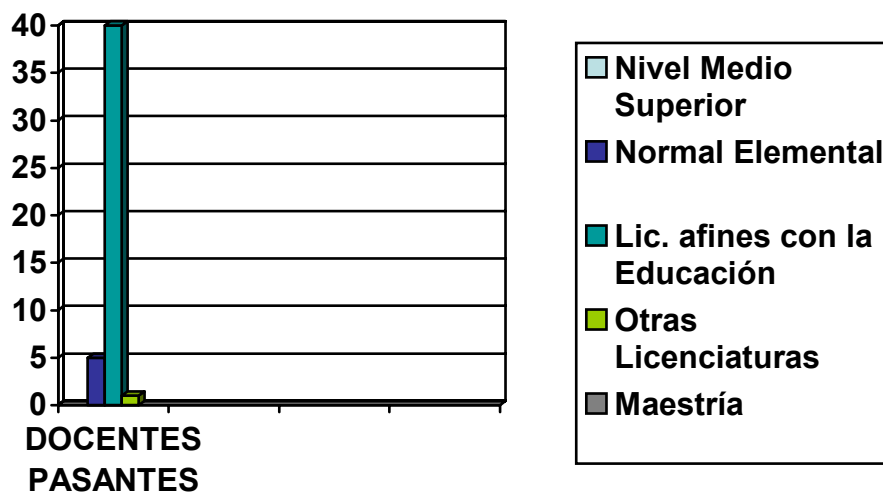 40
35
30
25
20
15
10
5
0
DOCENTES
PASANTES
Nivel Medio
Superior
Normal Elemental
Lic. afines con la
Educación
Otras
Licenciaturas
Maestría